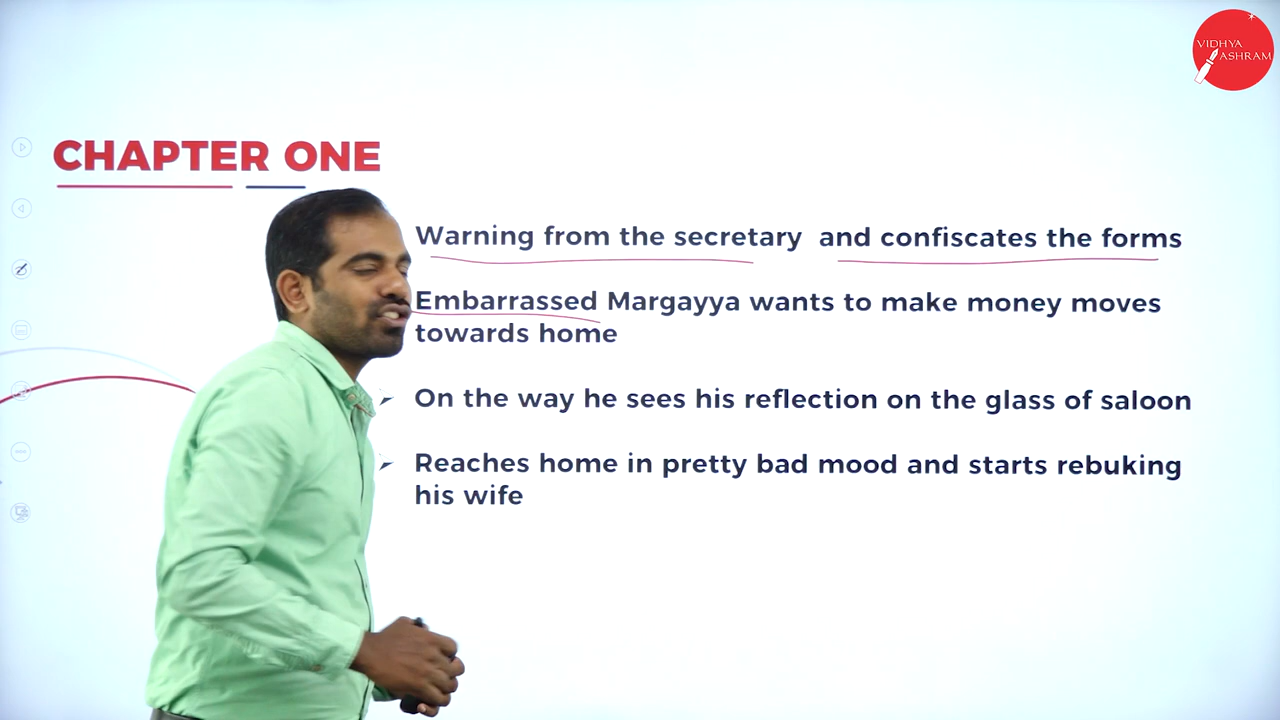 VIDHYA
ASHRAM
CHAPTER ONE
Warning from the secretary and confiscates the forms
Embarrassed Margayya wants to make money moves
towards home
On the way he sees his reflection on the glass of saloon
Reaches home in pretty bad mood and starts rebuking
his wife